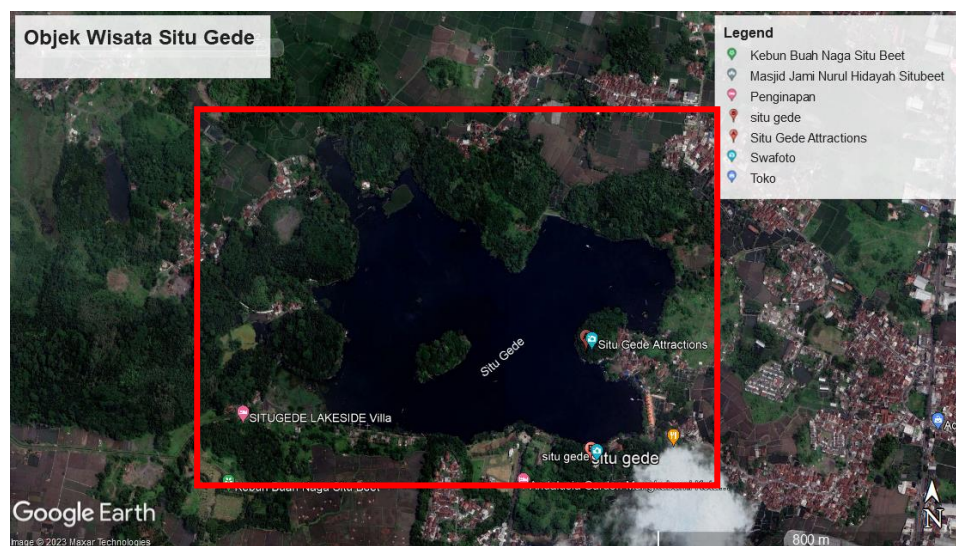 Objek Wisata Situ Gede
Legend
Kebun Buah Naga Situ Beet
Masjid Jami Nurul Hidayah Situbeet
Penginapan
situ gede
Situ Gede Attractions
Swafoto
Toko
Situ Gede
Situ Gede Attractions
SITUGEDE LAKESIDE Villa
situ gede
situ gede
Kebun Buah Naga Situ Beet
Google Earth
N
Image © 2023 Maxar Technologies
800 m